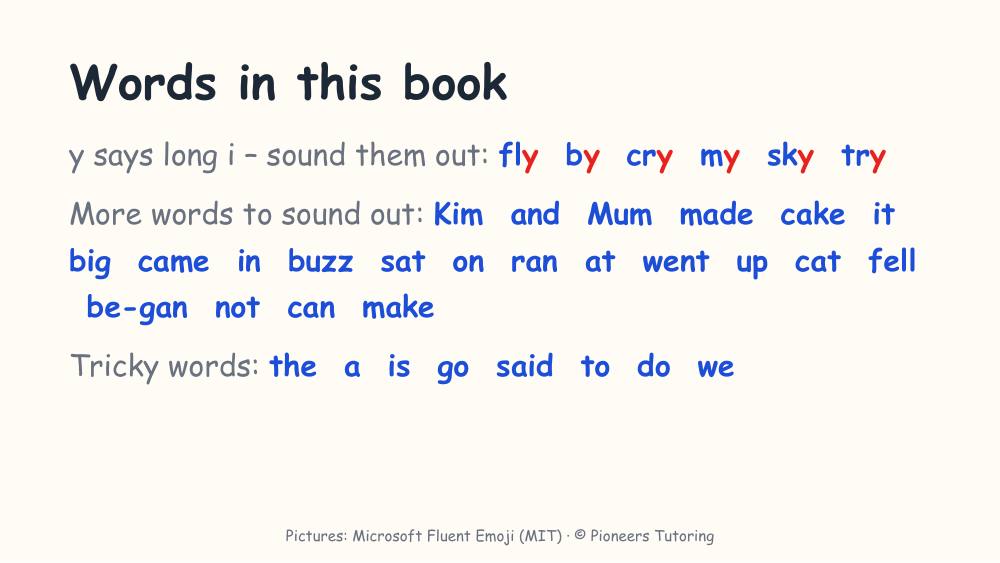 Words in this book
y says long i – sound them out: fly by cry my sky try
More words to sound out: Kim and Mum made cake it
big came in buzz sat on ran at went up cat fell
be-gan not can make
Tricky words: the a is go said to do we
Pictures: Microsoft Fluent Emoji (MIT) · © Pioneers Tutoring